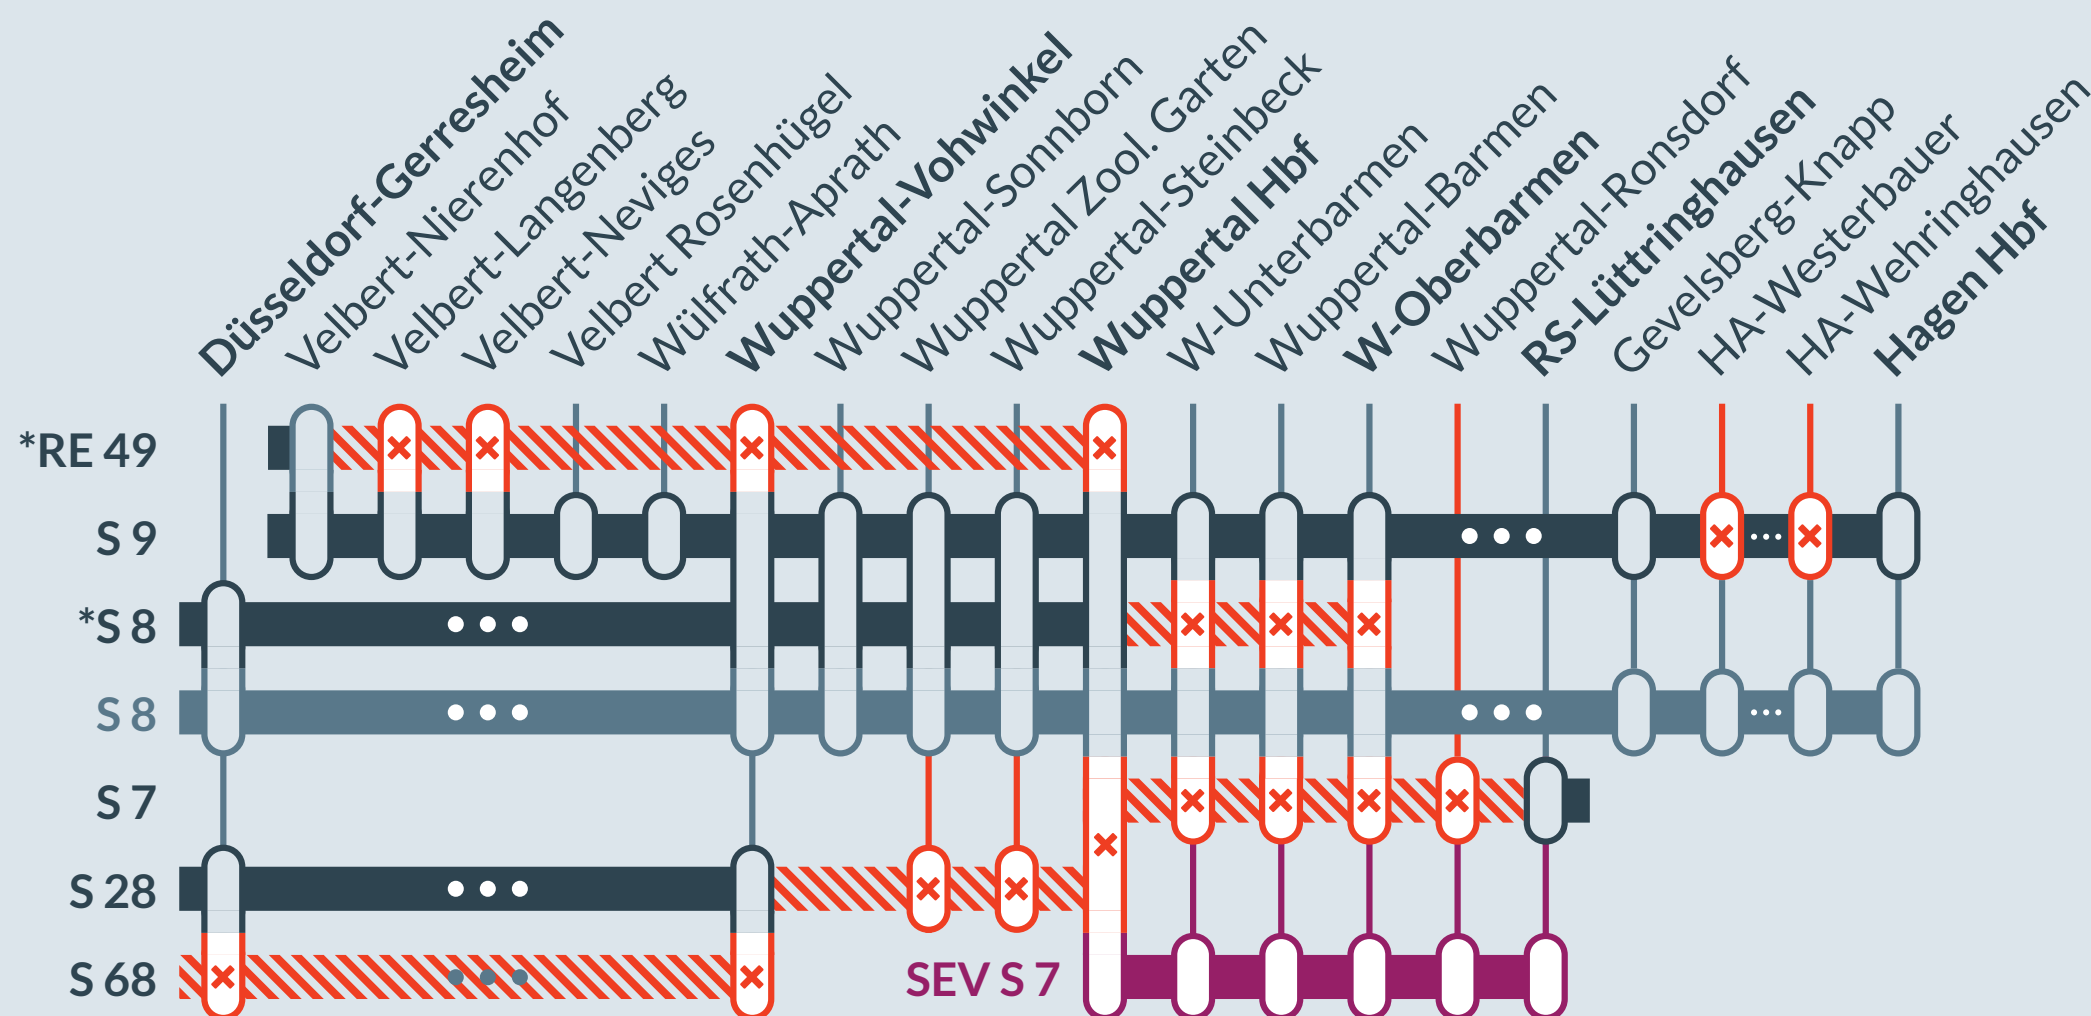 Düsseldorf-Gerresheim
Velbert-Nierenhof
Velbert-Langenberg
Velbert-Neviges
Velbert Rosenhügel
Wülfrath-Aprath
Wuppertal-Vohwinkel
Wuppertal-Sonnborn
Wuppertal Zool. Garten
Wuppertal-Steinbeck
Wuppertal Hbf
W-Unterbarmen
Wuppertal-Barmen
W-Oberbarmen
Wuppertal-Ronsdorf
RS-Lüttringhausen
Gevelsberg-Knapp
HA-Westerbauer
HA-Wehringhausen
Hagen Hbf
*RE 49
S 9
*S 8
S 8
S 7
S 28
S 68
SEV S 7